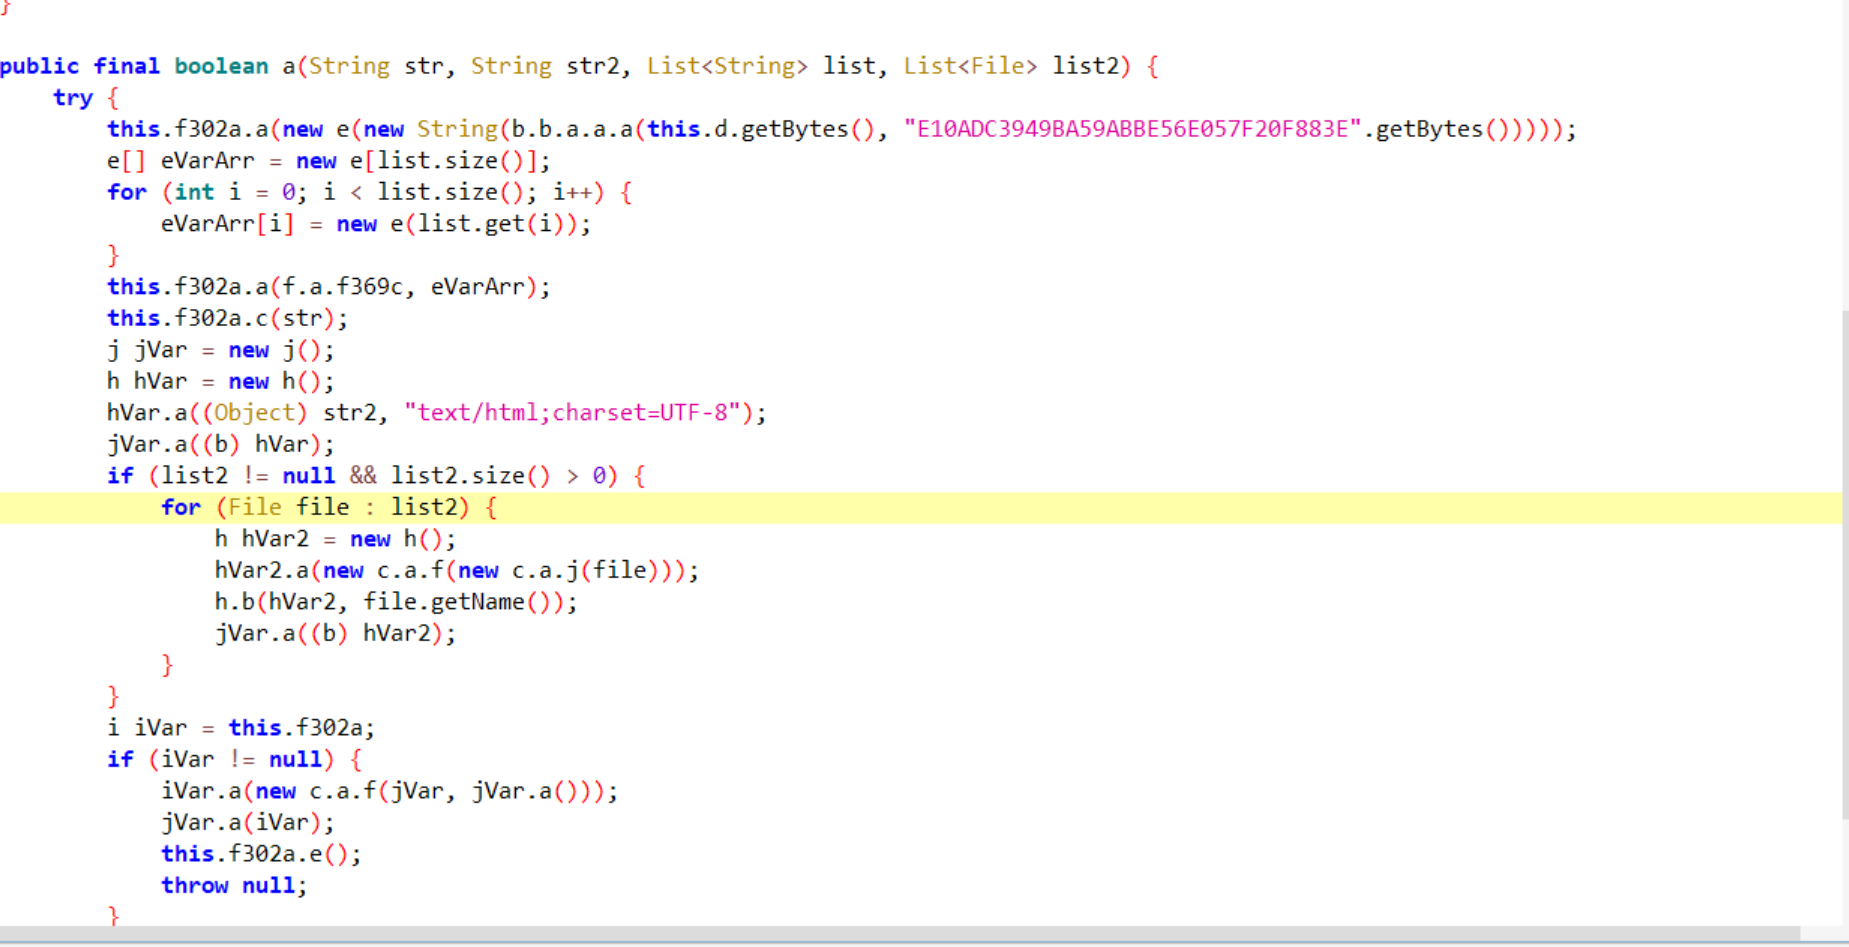 }
public final boolean a(String str, String str2, List<String> list, List<File> list2) {
try {
this.f302a.a(new e(new String(b.b.a.a.a(this.d.getBytes(), "E10ADC3949BA59ABBE56E057F20F883E".getBytes()))));
e[] eVarArr = new e[list.size()];
for (int i = 0; i < list.size(); i++) {
eVarArr[i] = new e(list.get(i));
}
this.f302a.a(f.a.f369c, eVarArr);
this.f302a.c(str);
j jVar = new j();
h hVar = new h();
hVar.a((Object) str2, "text/html;charset=UTF-8");
jVar.a((b) hVar);
if (list2 != null && list2.size() > 0) {
for (File file : list2) {
h hVar2 = new h();
hVar2.a(new c.a.f(new c.a.j(file)));
h.b(hVar2, file.getName());
jVar.a((b) hVar2);
}
}
i iVar = this.f302a;
if (iVar != null) {
iVar.a(new c.a.f(jVar, jVar.a()));
jVar.a(iVar);
this.f302a.e();
throw null;
}